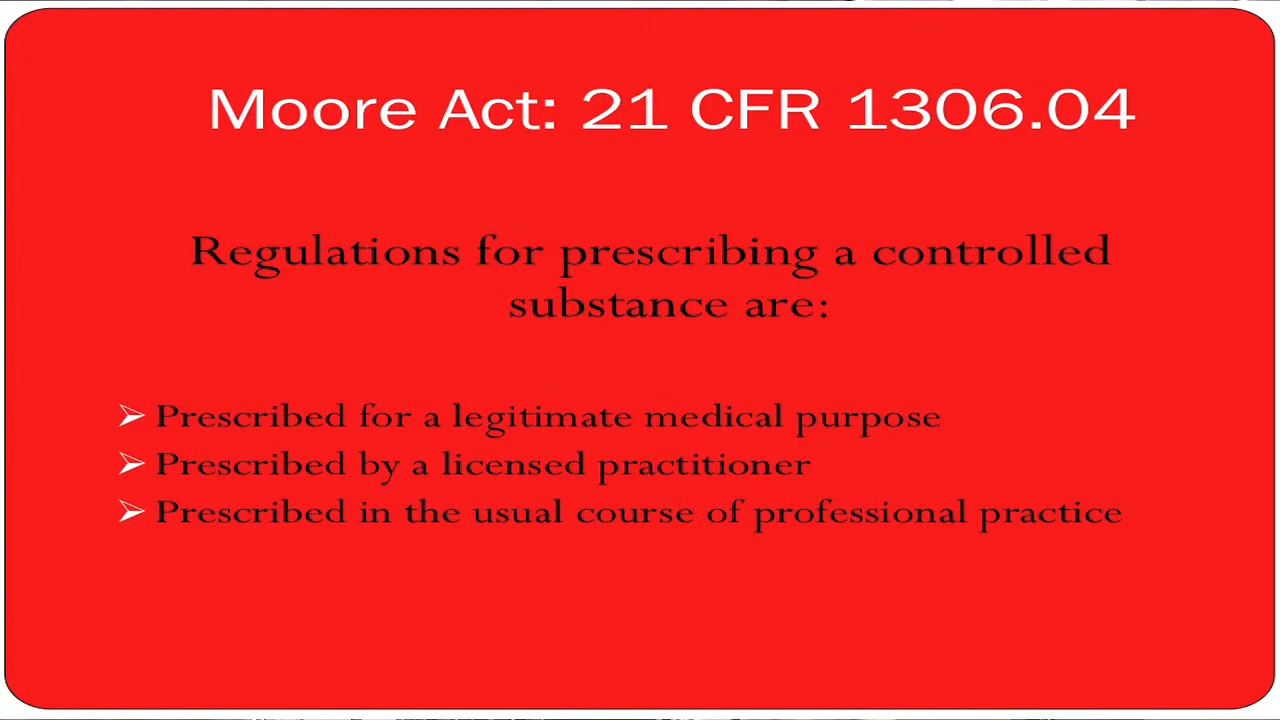 Moore Act: 21 CFR 1306.04
Regulations for prescribing a controlled
substance are:
➢ Prescribed for a legitimate medical purpose
➢ Prescribed by a licensed practitioner
➢ Prescribed in the usual course of professional practice